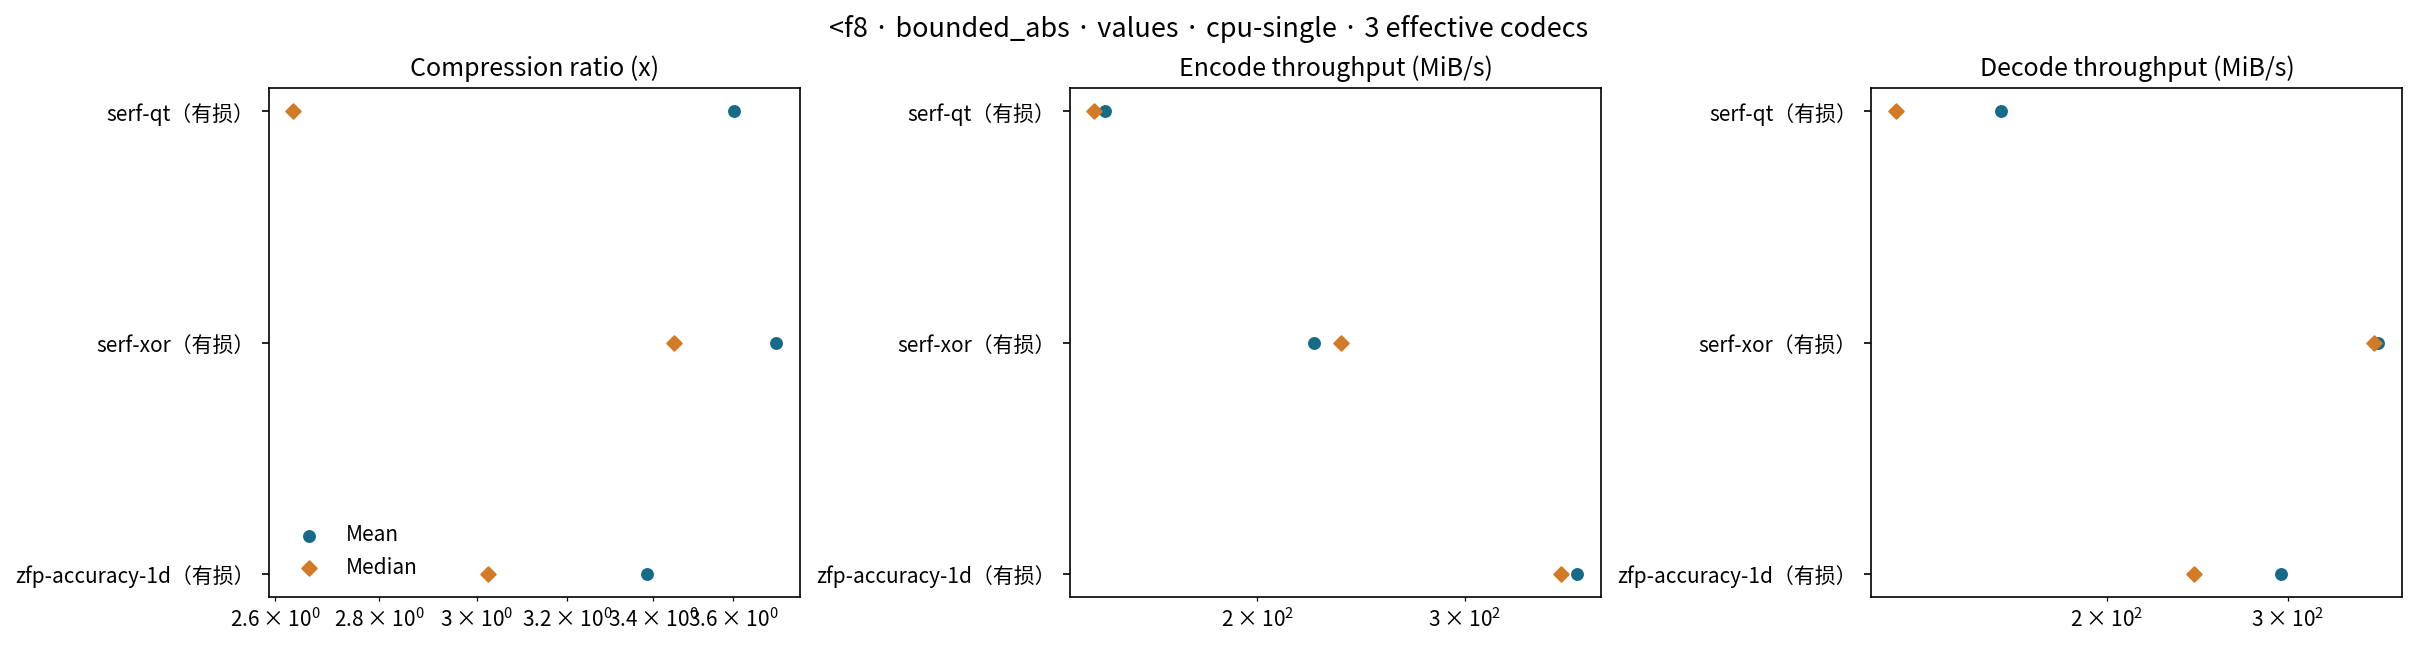 <f8 · bounded_abs · values · cpu-single · 3 effective codecs
Compression ratio (x)
serf-qt（有损）
serf-xor（有损）
zfp-accuracy-1d（有损）
Mean
Median
2.6 × 10⁰ 2.8 × 10⁰ 3 × 10⁰ 3.2 × 10⁰ 3.4 × 10⁰ 3.6 × 10⁰
Encode throughput (MiB/s)
serf-qt（有损）
serf-xor（有损）
zfp-accuracy-1d（有损）
2 × 10² 3 × 10²
Decode throughput (MiB/s)
serf-qt（有损）
serf-xor（有损）
zfp-accuracy-1d（有损）
2 × 10² 3 × 10²